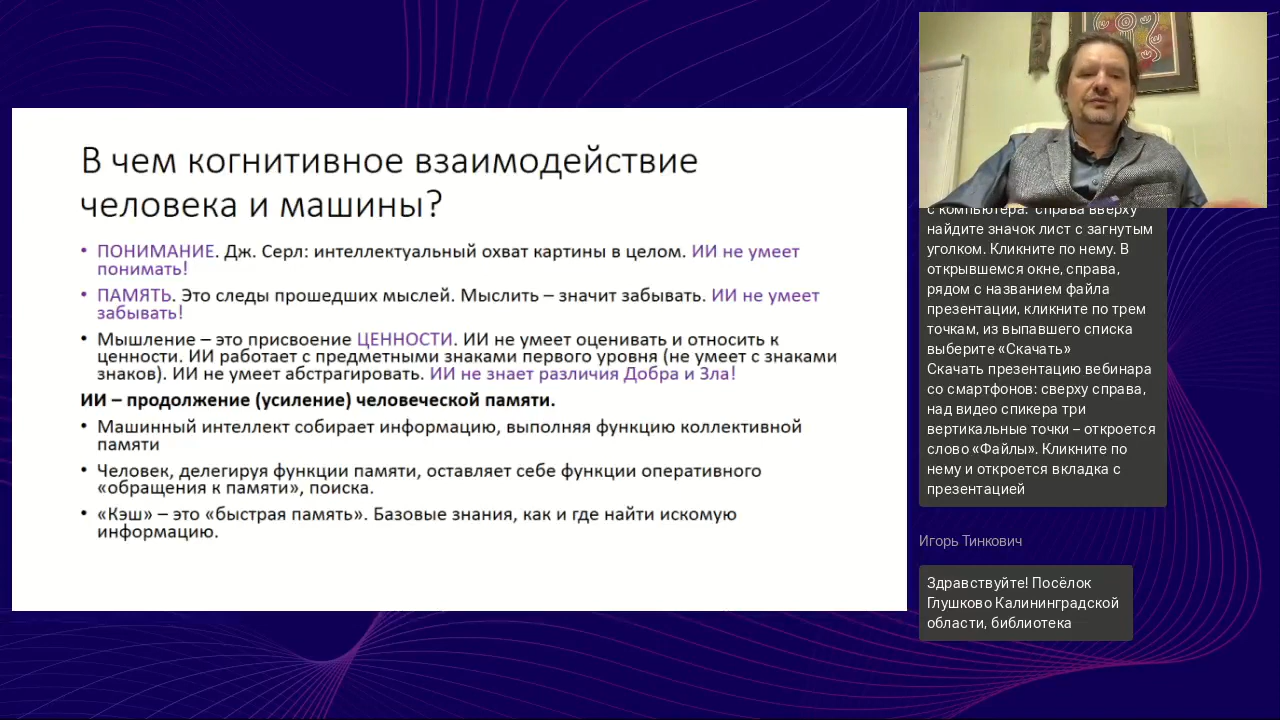 В чем когнитивное взаимодействие
человека и машины?
• ПОНИМАНИЕ. Дж. Серл: интеллектуальный охват картины в целом. ИИ не умеет
понимать!
• ПАМЯТЬ. Это следы прошедших мыслей. Мыслить – значит забывать. ИИ не умеет
забывать!
• Мышление – это присвоение ЦЕННОСТИ. ИИ не умеет оценивать и относить к
ценности. ИИ работает с предметными знаками первого уровня (не умеет с знаками
знаков). ИИ не умеет абстрагировать. ИИ не знает различия Добра и Зла!
ИИ – продолжение (усиление) человеческой памяти.
• Машинный интеллект собирает информацию, выполняя функцию коллективной
памяти
• Человек, делегируя функции памяти, оставляет себе функции оперативного
«обращения к памяти», поиска.
• «Кэш» – это «быстрая память». Базовые знания, как и где найти искомую
информацию.
с компьютера: справа вверху
найдите значок лист с загнутым
уголком. Кликните по нему. В
открывшемся окне, справа,
рядом с названием файла
презентации, кликните по трем
точкам, из выпавшего списка
выберите «Скачать»
Скачать презентацию вебинара
со смартфонов: сверху справа,
над видео спикера три
вертикальные точки – откроется
слово «Файлы». Кликните по
нему и откроется вкладка с
презентацией
Игорь Тинкович
Здравствуйте! Посёлок
Глушково Калининградской
области, библиотека